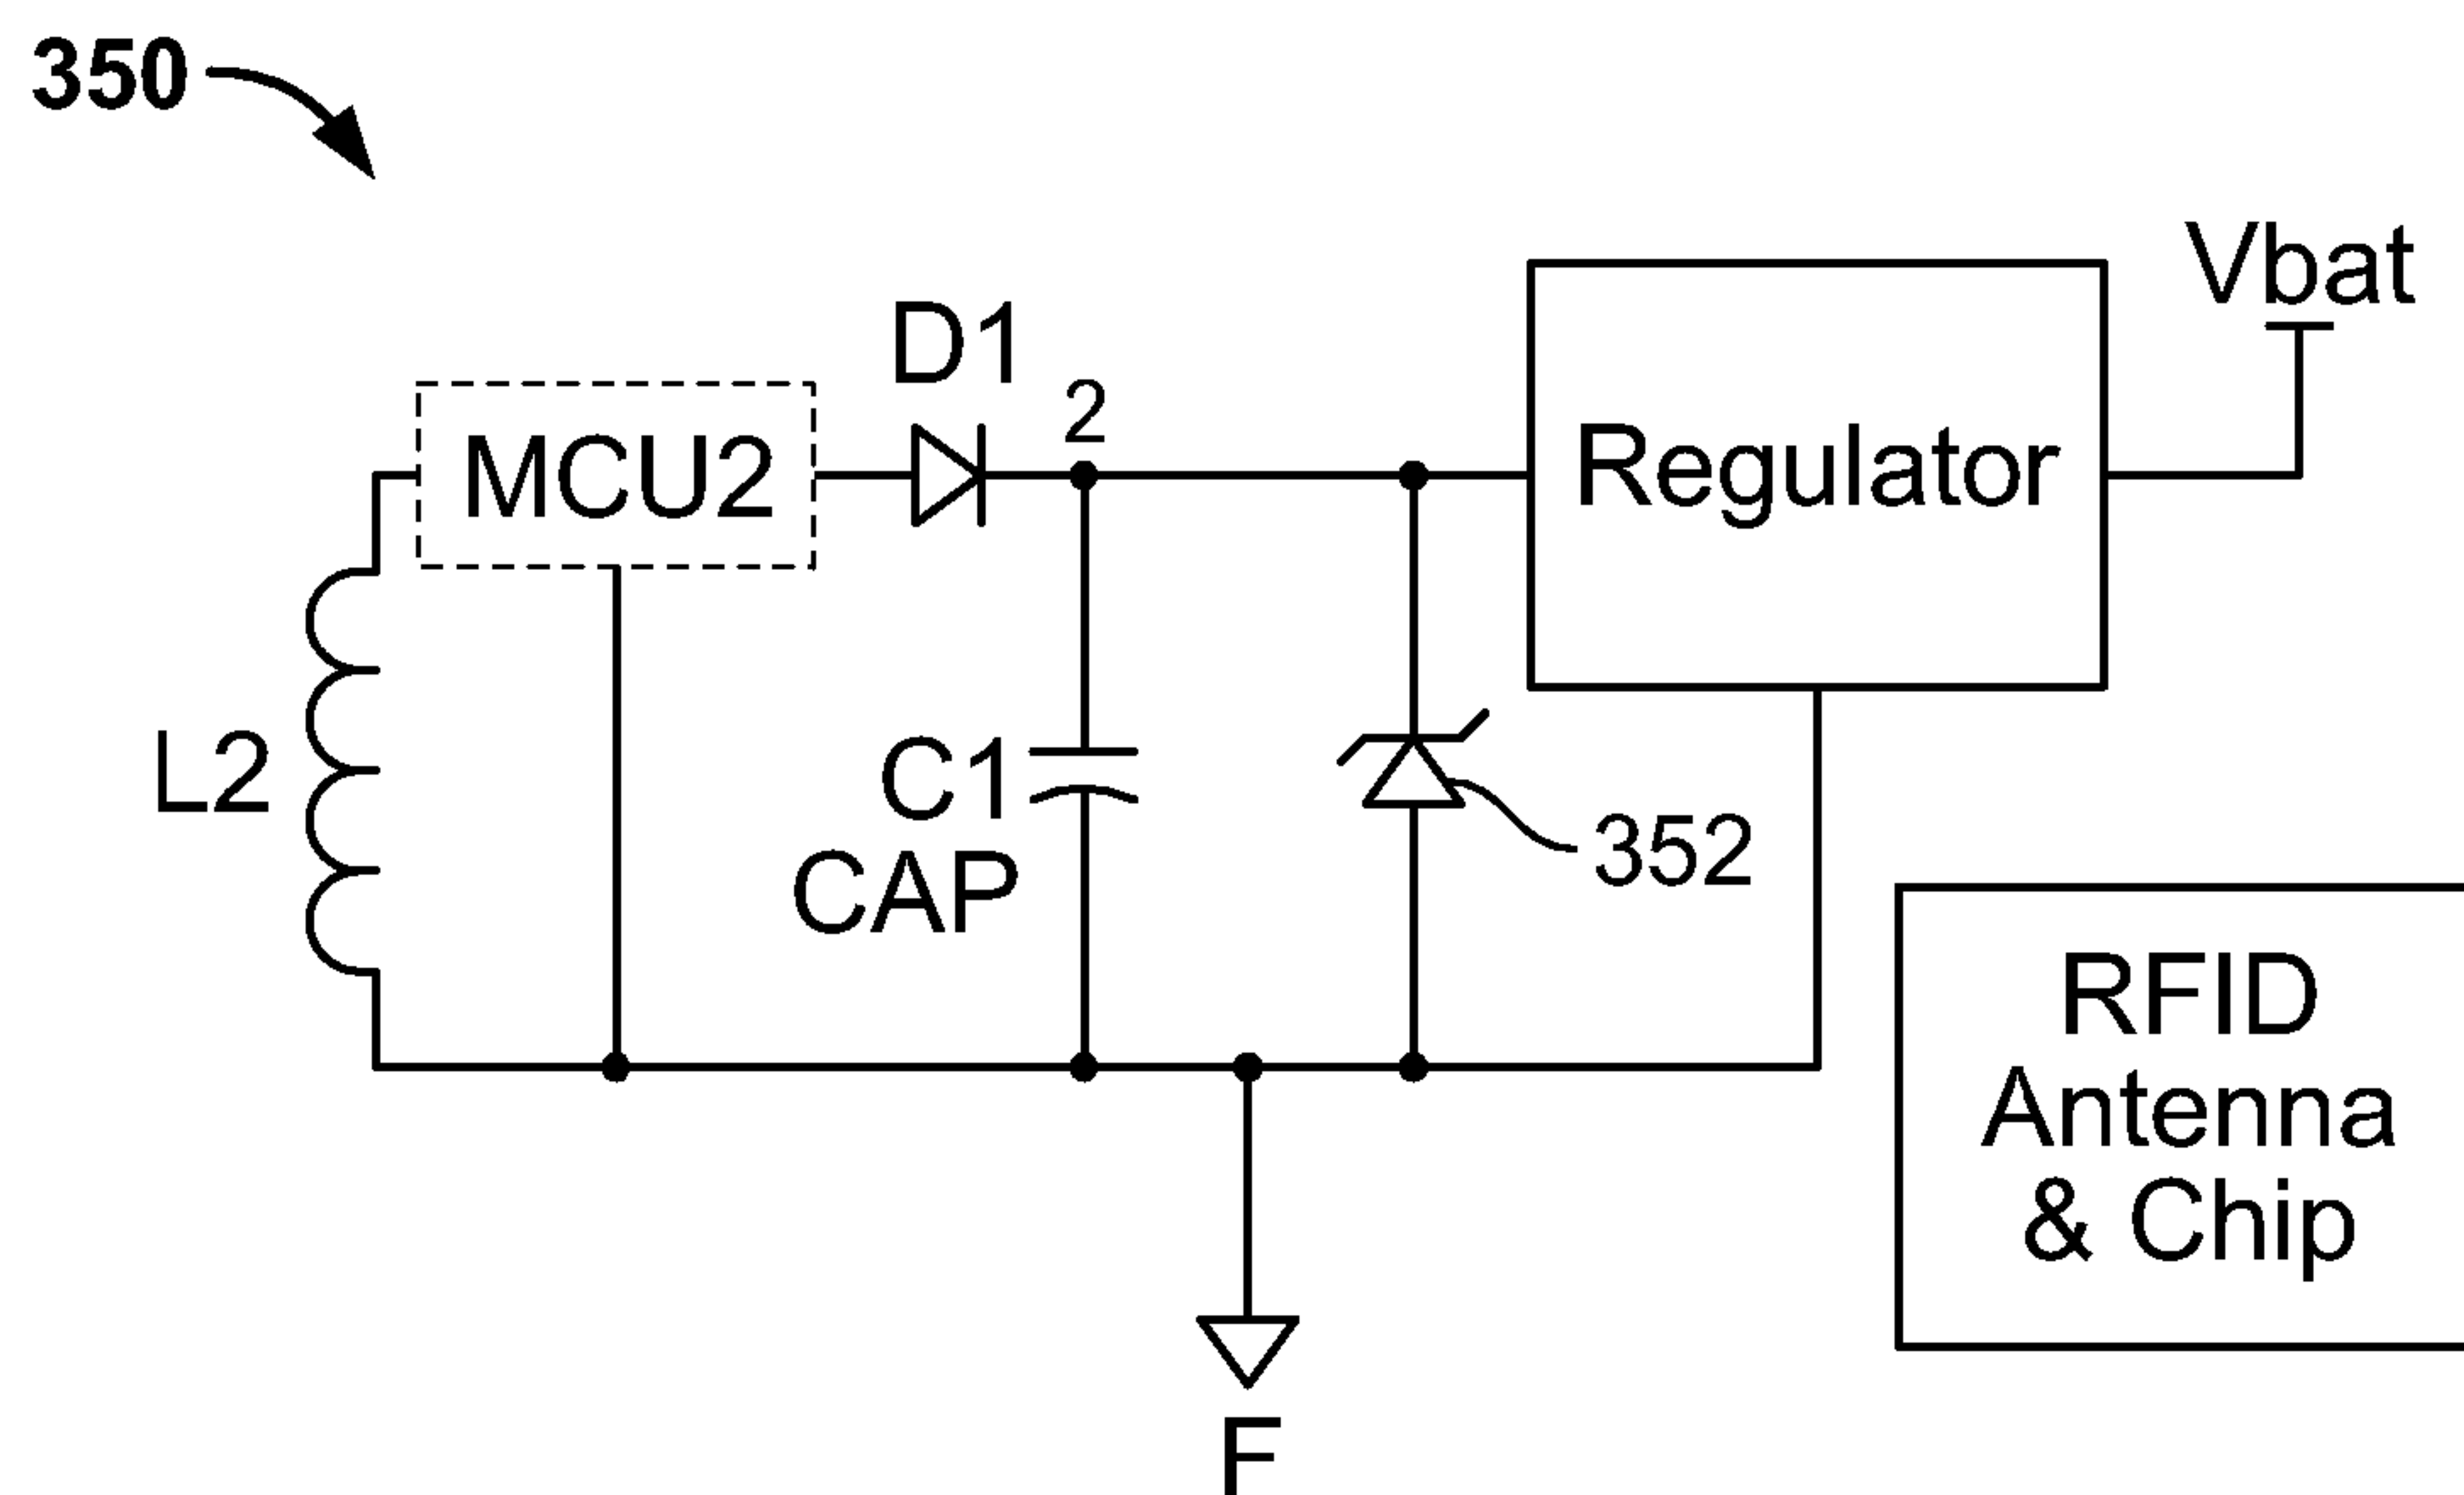 350
Vbat
D1
2
MCU2
Regulator
L2
C1
CAP
352
RFID
Antenna
& Chip
F